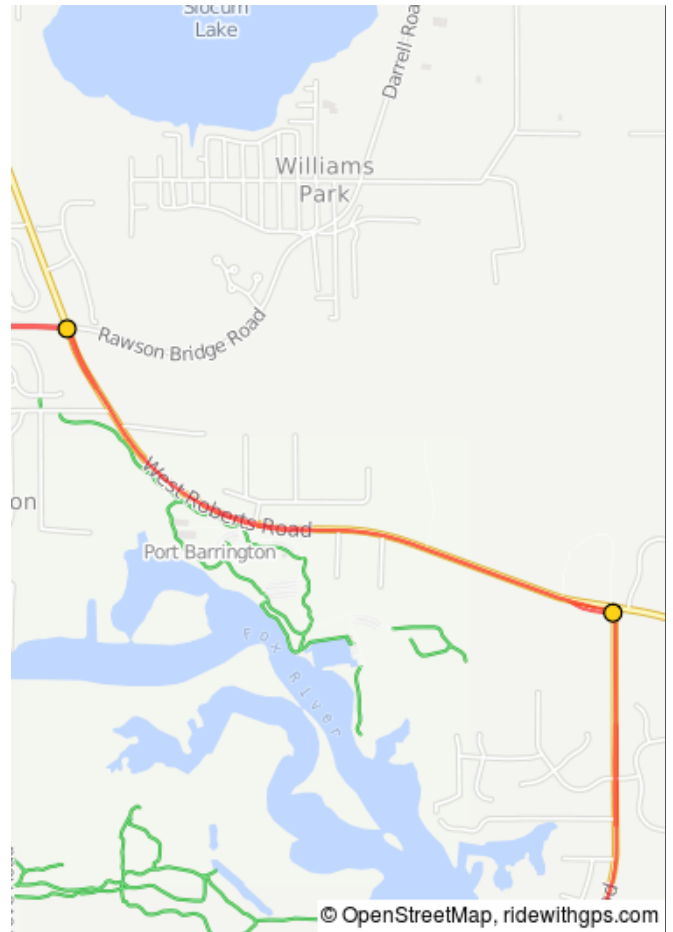 Slocum
Lake
Darrell Roa
Williams
Park
Rawson Bridge Road
West Roberts Road
on
Port Barrington
Fox River
© OpenStreetMap, ridewithgps.com